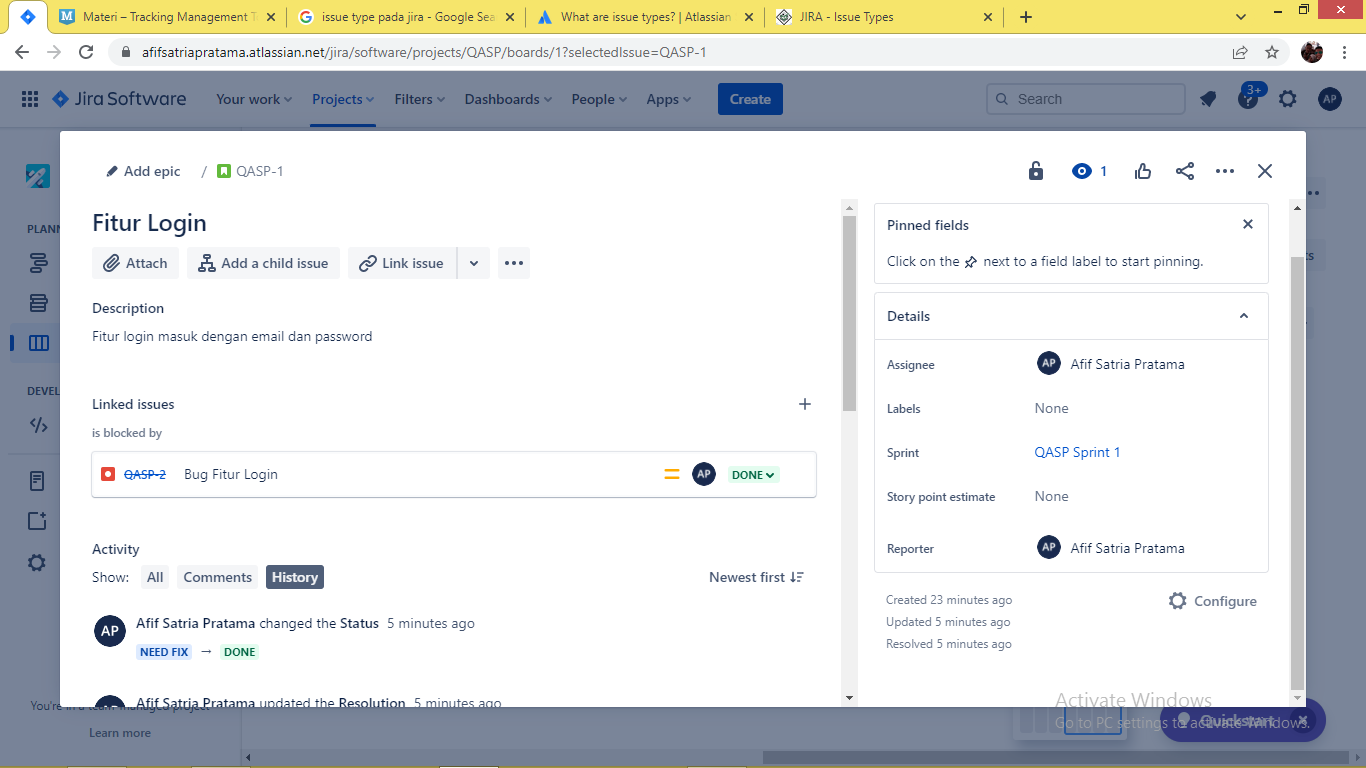 Materi – Tracking Management T
issue type pada jira - Google Sea
What are issue types? | Atlassian
JIRA - Issue Types
afifsatriapratama.atlassian.net/jira/software/projects/QASP/boards/1?selectedIssue=QASP-1
Jira Software
Your work
Projects
Filters
Dashboards
People
Apps
Create
Search
3+
AP
Add epic
/
QASP-1
1
Fitur Login
Attach
Add a child issue
Link issue
Description
Fitur login masuk dengan email dan password
Linked issues
is blocked by
QASP-2
Bug Fitur Login
AP
DONE
Activity
Show:
All
Comments
History
Newest first
AP
Afif Satria Pratama changed the Status 5 minutes ago
NEED FIX → DONE
Afif Satria Pratama updated the Resolution 5 minutes ago
Pinned fields
Click on the next to a field label to start pinning.
Details
Assignee
AP
Afif Satria Pratama
Labels
None
Sprint
QASP Sprint 1
Story point estimate
None
Reporter
AP
Afif Satria Pratama
Created 23 minutes ago
Updated 5 minutes ago
Resolved 5 minutes ago
Configure
PLANN
DEVEL
You're in a team-managed project
Learn more
Quickstart
Activate Windows
Go to PC settings to activate Windows.